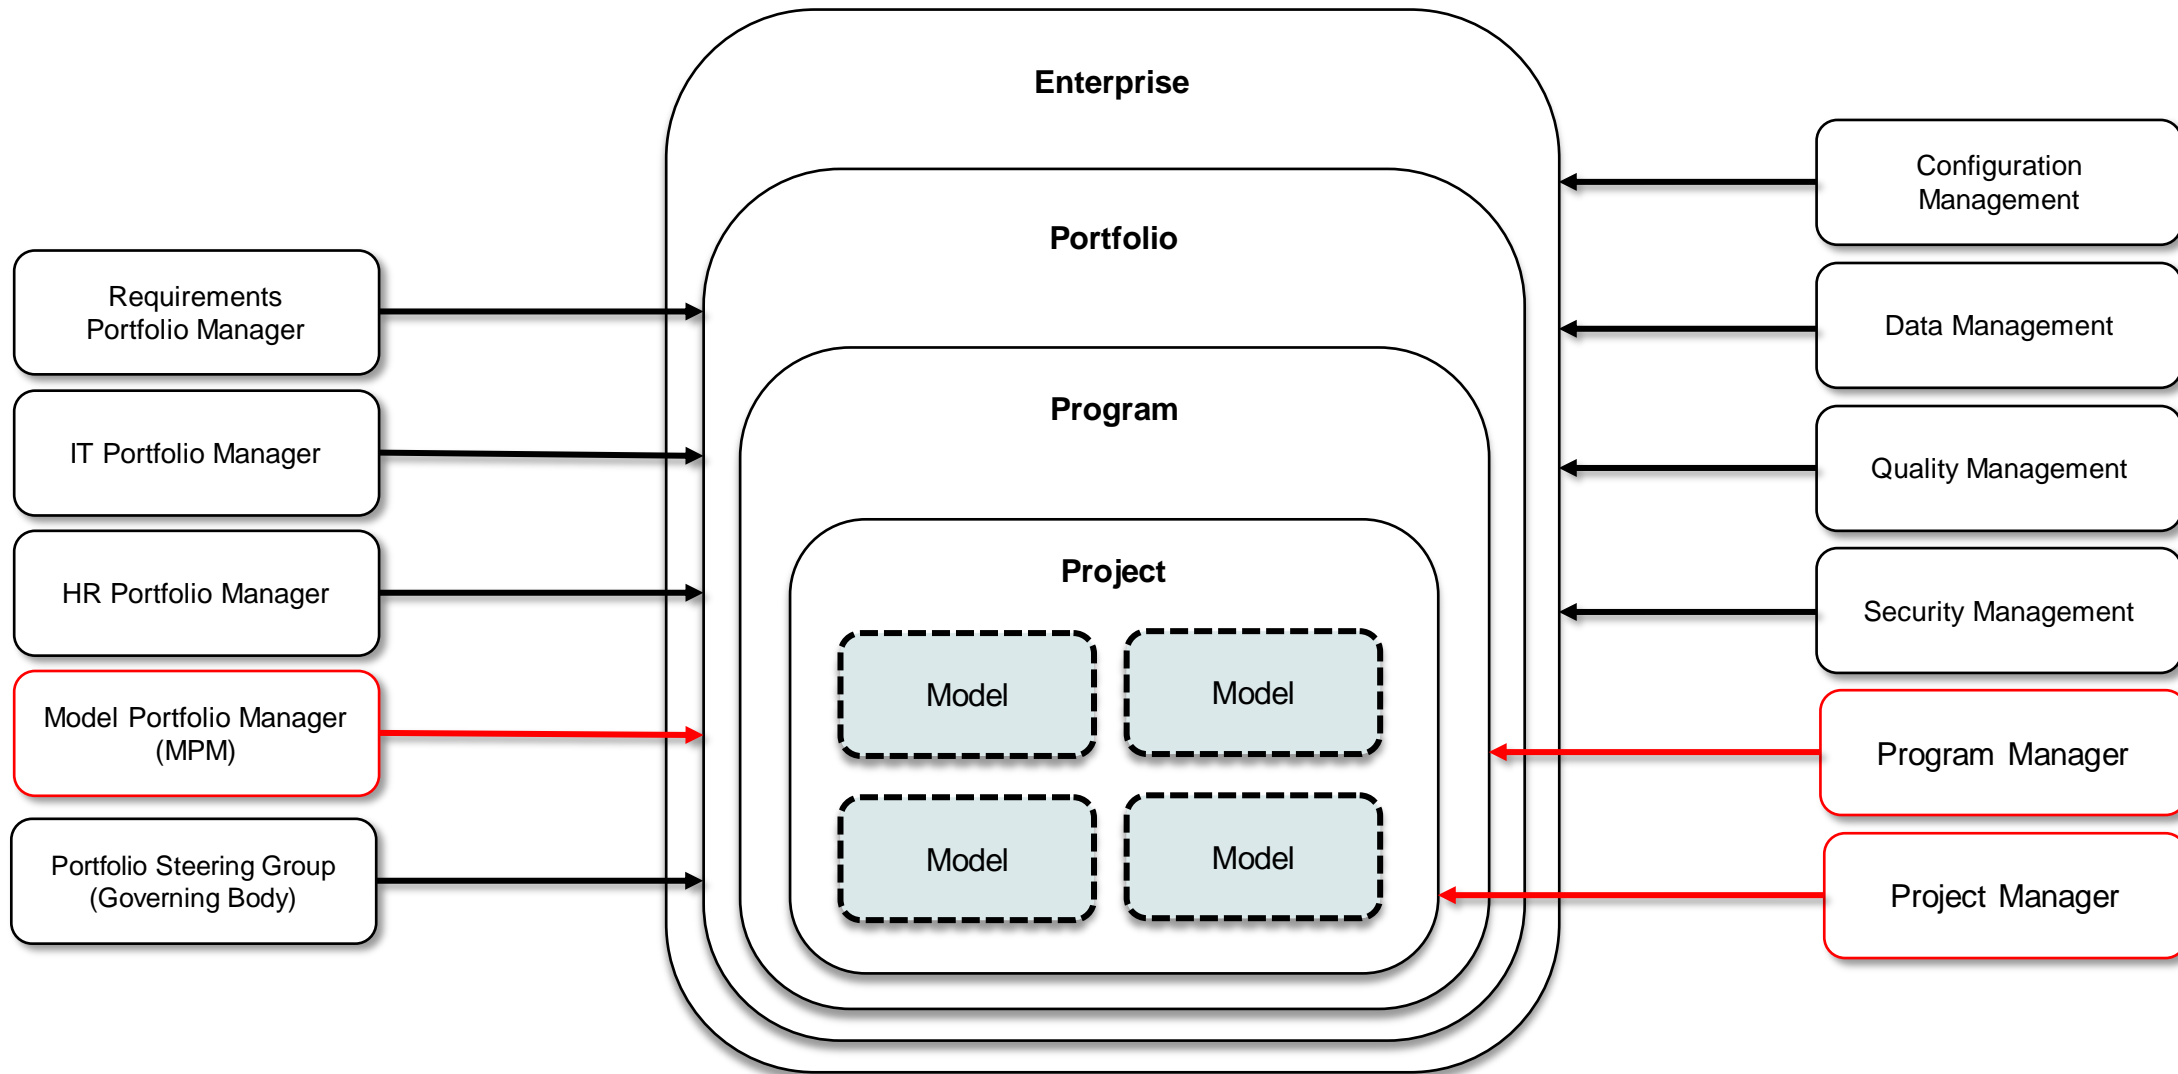 Enterprise
Portfolio
Program
Project
Model
Model
Model
Model
Requirements
Portfolio Manager
IT Portfolio Manager
HR Portfolio Manager
Model Portfolio Manager
(MPM)
Portfolio Steering Group
(Governing Body)
Configuration
Management
Data Management
Quality Management
Security Management
Program Manager
Project Manager